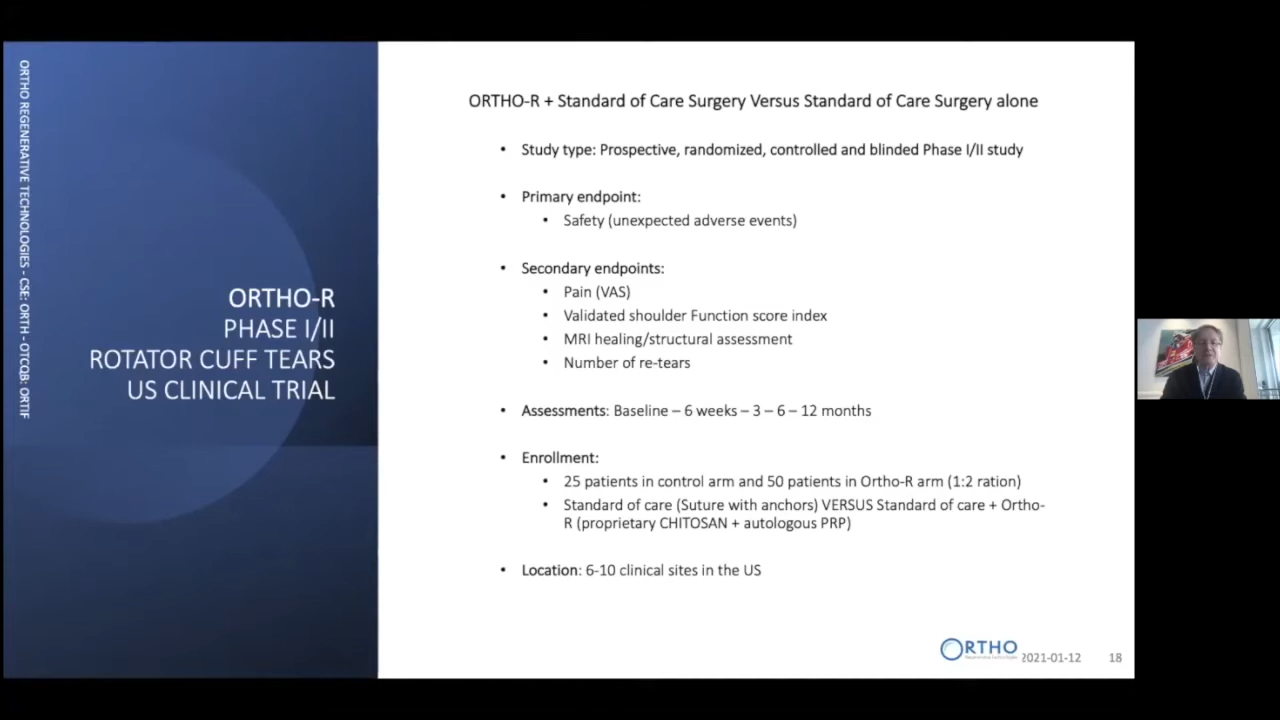 ORTHO REGENERATIVE TECHNOLOGIES - CSE: ORTH - OTCQB: ORTIF
ORTHO-R
PHASE I/II
ROTATOR CUFF TEARS
US CLINICAL TRIAL
ORTHO-R + Standard of Care Surgery Versus Standard of Care Surgery alone
• Study type: Prospective, randomized, controlled and blinded Phase I/II study
• Primary endpoint:
• Safety (unexpected adverse events)
• Secondary endpoints:
• Pain (VAS)
• Validated shoulder Function score index
• MRI healing/structural assessment
• Number of re-tears
• Assessments: Baseline – 6 weeks – 3 – 6 – 12 months
• Enrollment:
• 25 patients in control arm and 50 patients in Ortho-R arm (1:2 ration)
• Standard of care (Suture with anchors) VERSUS Standard of care + Ortho-
R (proprietary CHITOSAN + autologous PRP)
• Location: 6-10 clinical sites in the US
ORTHO
2021-01-12
18